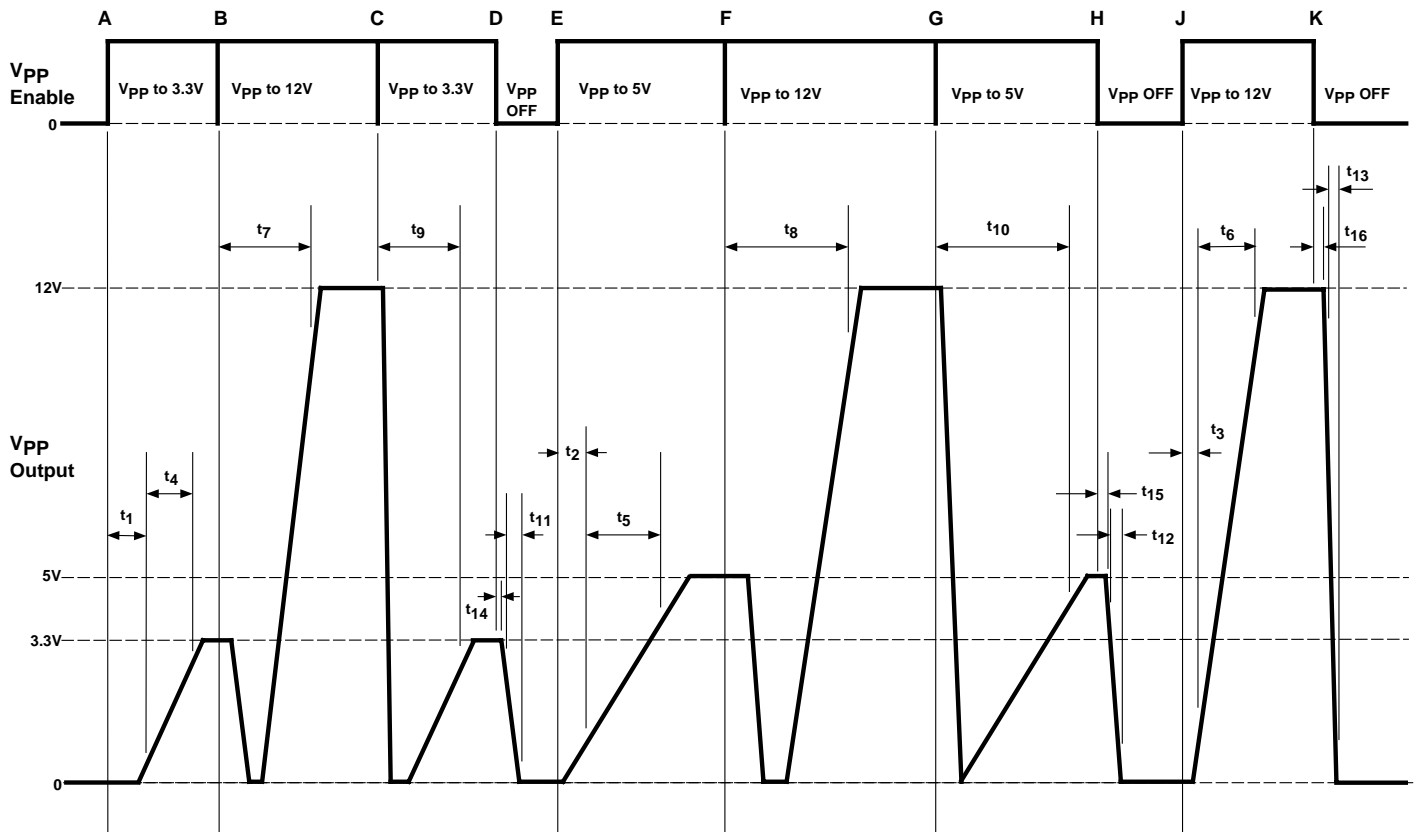 A B C D E F G H J K
VPP
Enable
VPP to 3.3V
VPP to 12V
VPP to 3.3V
VPP
OFF
VPP to 5V
VPP to 12V
VPP to 5V
VPP OFF
VPP to 12V
VPP OFF
0
t13
t7
t9
t8
t10
t6
t16
12V
VPP
Output
t4
t1
t11
t2
t5
t3
t15
t12
5V
t14
3.3V
0